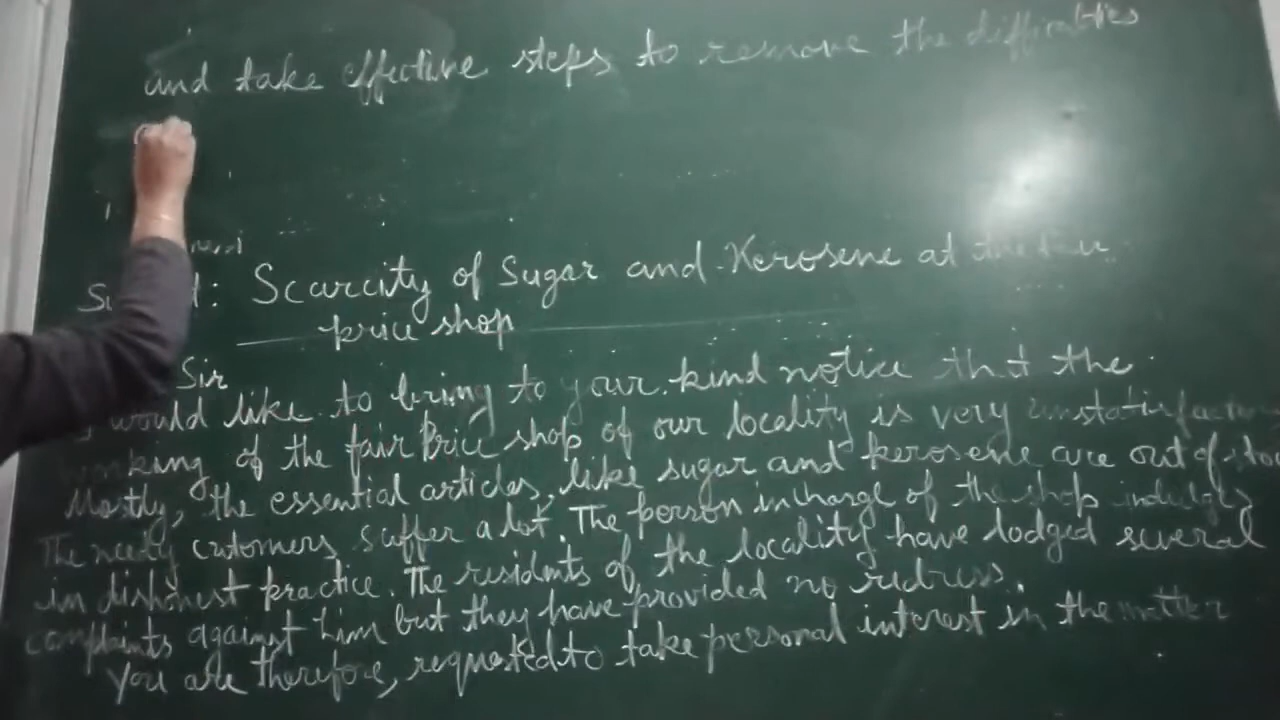 and take effective steps to remove the difficulties
: Scarcity of Sugar and Kerosene at the fair
price shop
Sir
would like to bring to your kind notice that the
working of the fair Price shop of our locality is very unstatisfactor
Mostly, the essential articles, like sugar and kerosene are out of stoc
The needy cutomers suffer a lot. The person incharge of the shop indulges
in dishonest practice. The residents of the locality have lodged several
complaints against him but they have provided no redress.
You are therefore, requested to take personal interest in the matter